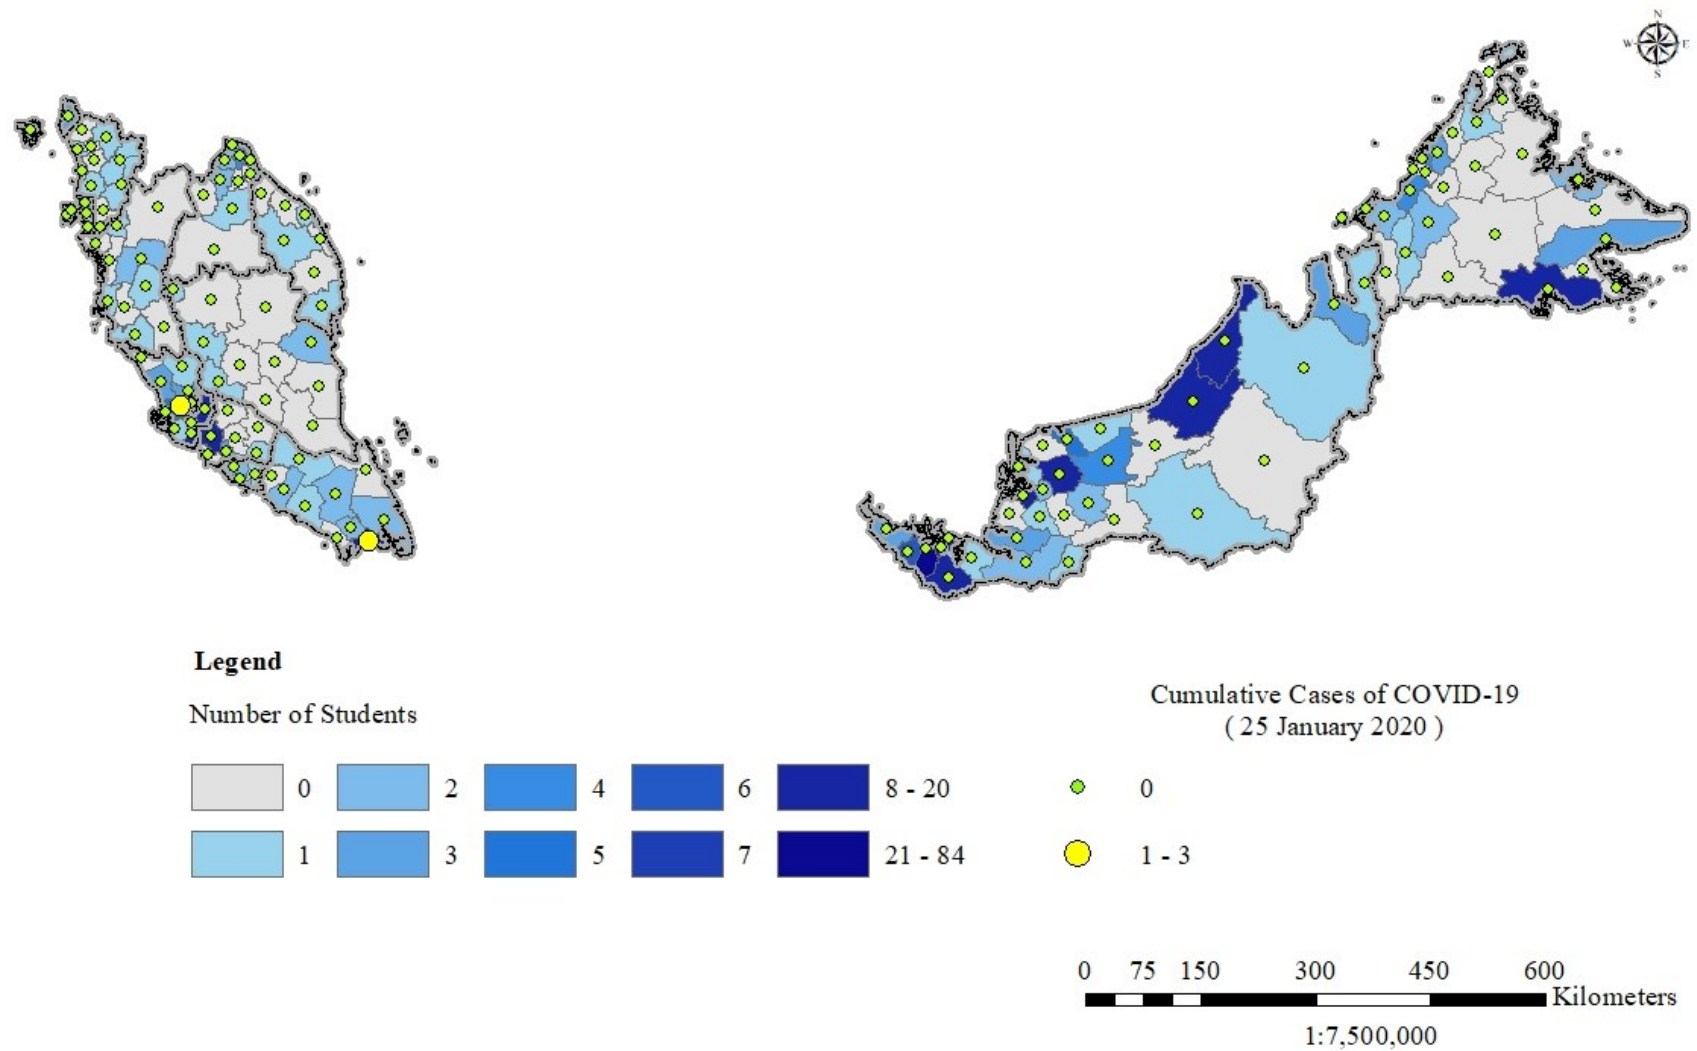 N
W E
S
Legend
Number of Students
0 2 4 6 8 - 20
1 3 5 7 21 - 84
Cumulative Cases of COVID-19
( 25 January 2020 )
0
1 - 3
0 75 150 300 450 600
Kilometers
1:7,500,000